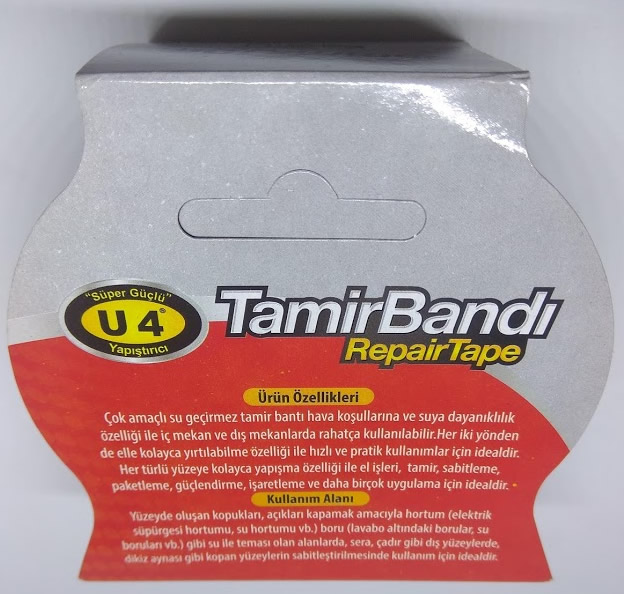 "Süper Güçlü"
U 4®
Yapıştırıcı
TamirBandı
RepairTape
Ürün Özellikleri
Çok amaçlı su geçirmez tamir bantı hava koşullarına ve suya dayanıklılık
özelliği ile iç mekan ve dış mekanlarda rahatça kullanılabilir.Her iki yönden
de elle kolayca yırtılabilme özelliği ile hızlı ve pratik kullanımlar için idealdir.
Her türlü yüzeye kolayca yapışma özelliği ile el işleri, tamir, sabitleme,
paketleme, güçlendirme, işaretleme ve daha birçok uygulama için idealdir.
Kullanım Alanı
Yüzeyde oluşan kopukları, açıkları kapamak amacıyla hortum (elektrik
süpürgesi hortumu, su hortumu vb.) boru (lavabo altındaki borular, su
boruları vb.) gibi su ile teması olan alanlarda, sera, çadır gibi dış yüzeylerde,
dikiz aynası gibi kopan yüzeylerin sabitleştirilmesinde kullanım için idealdir.